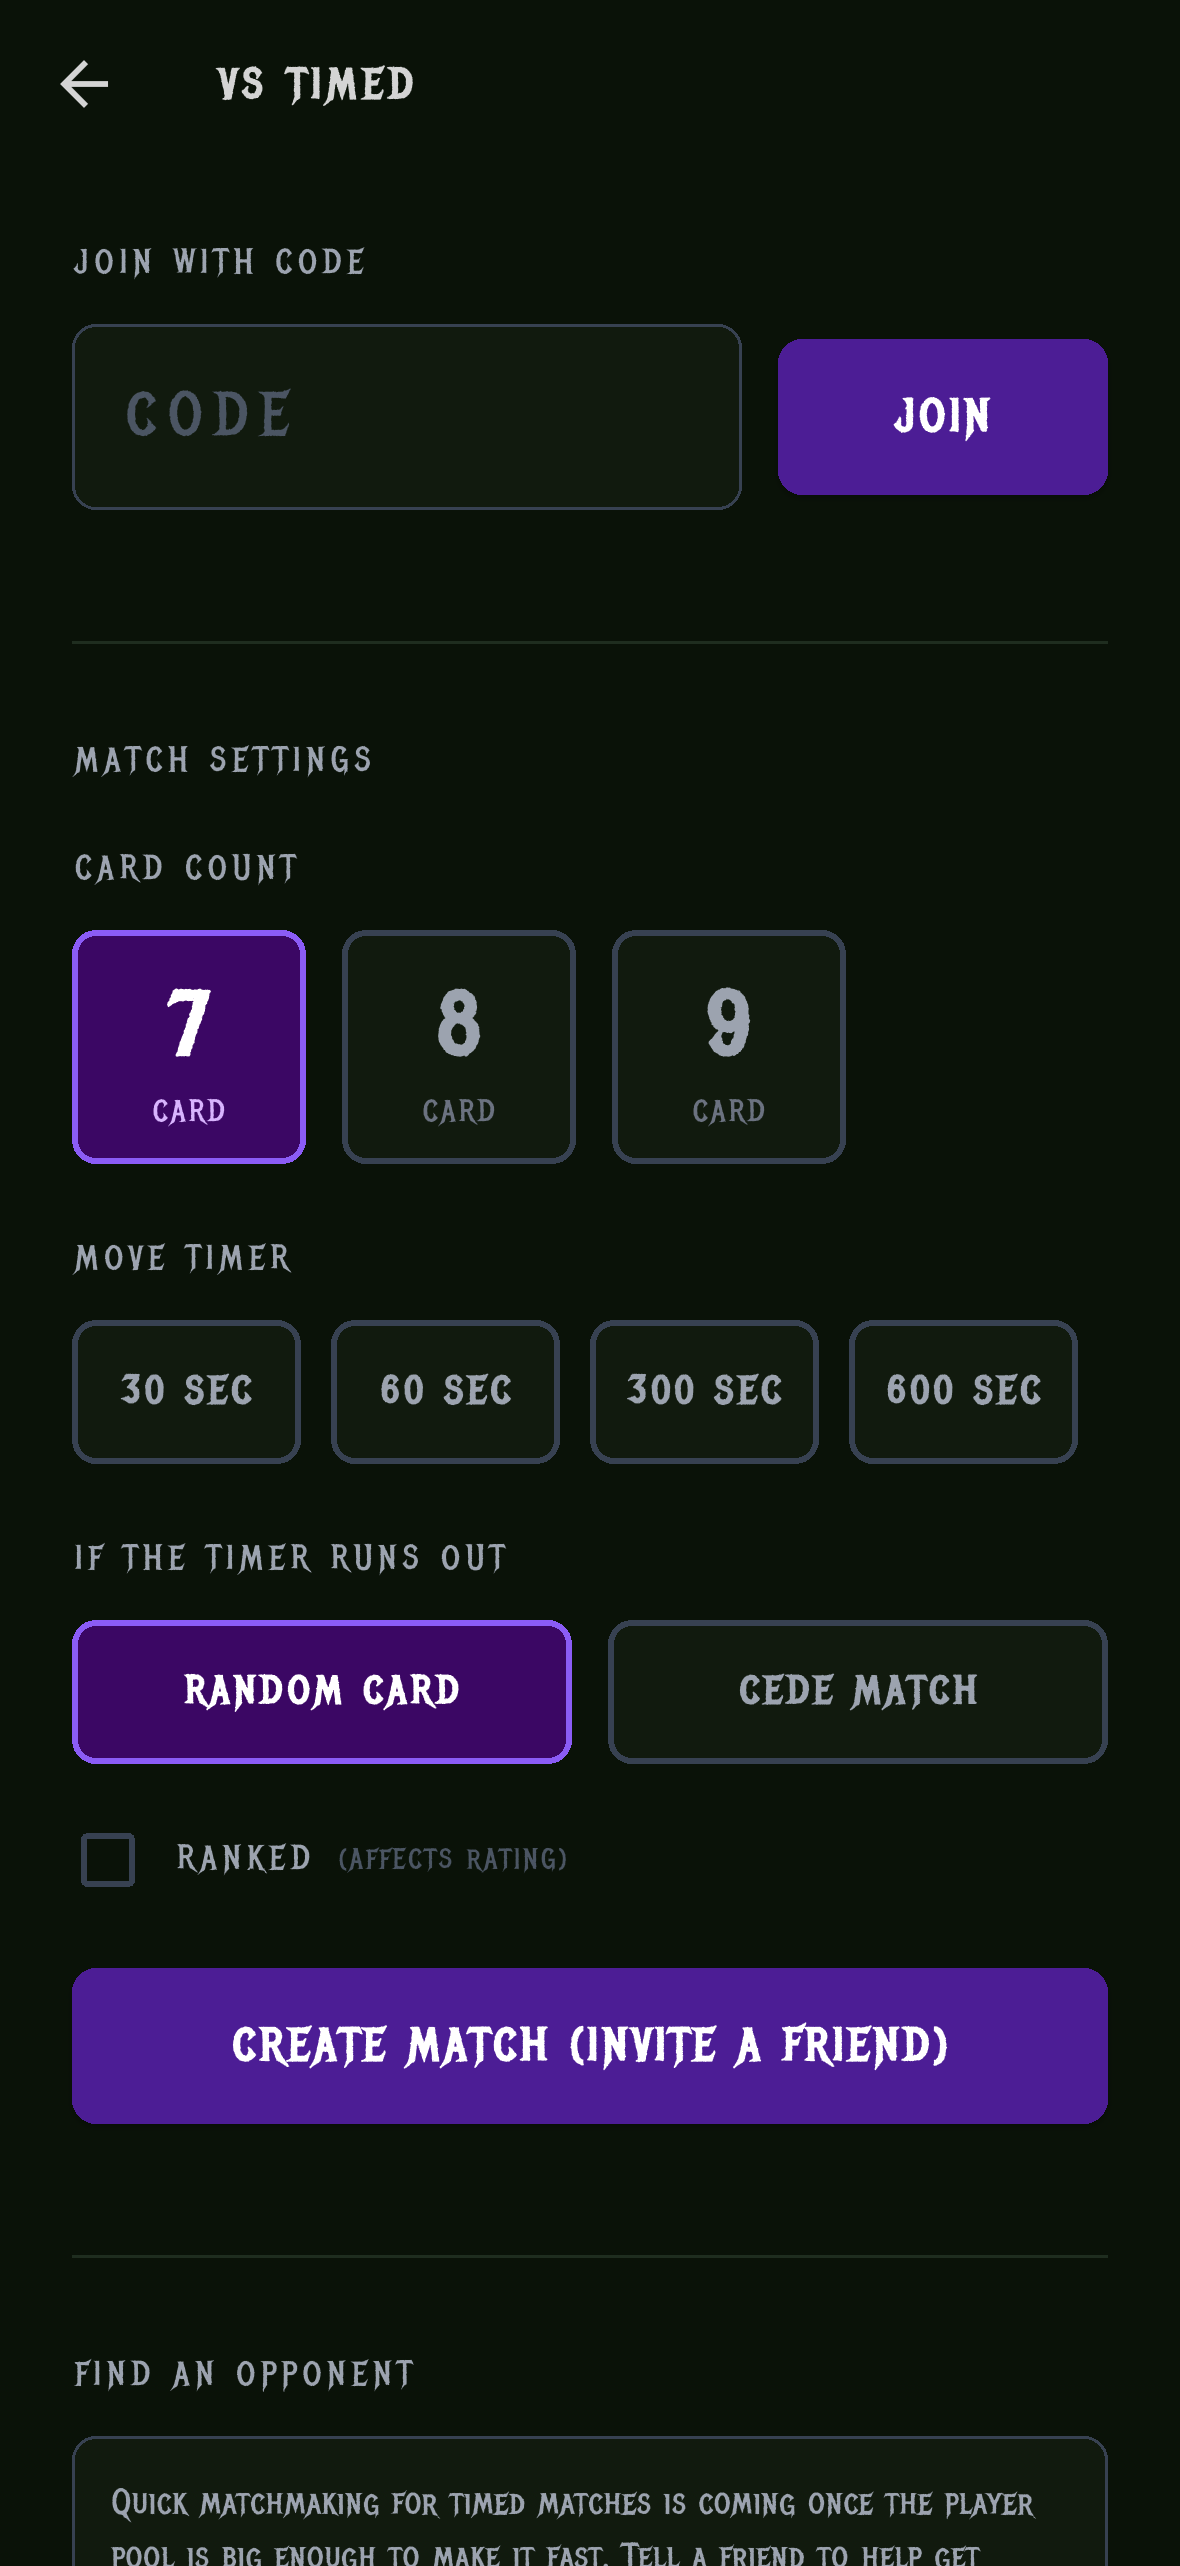 VS TIMED
JOIN WITH CODE
CODE
JOIN
MATCH SETTINGS
CARD COUNT
7 8 9
CARD CARD CARD
MOVE TIMER
30 SEC 60 SEC 300 SEC 600 SEC
IF THE TIMER RUNS OUT
RANDOM CARD CEDE MATCH
RANKED (AFFECTS RATING)
CREATE MATCH (INVITE A FRIEND)
FIND AN OPPONENT
Quick matchmaking for timed matches is coming once the player
pool is big enough to make it fast. Tell a friend to help get